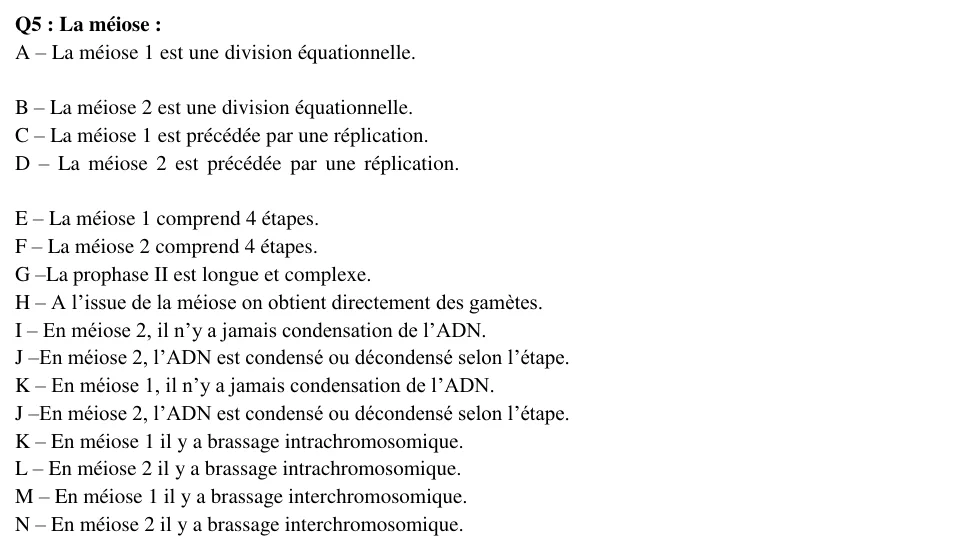 Q5 : La méiose :
A – La méiose 1 est une division équationnelle.
B – La méiose 2 est une division équationnelle.
C – La méiose 1 est précédée par une réplication.
D – La méiose 2 est précédée par une réplication.
E – La méiose 1 comprend 4 étapes.
F – La méiose 2 comprend 4 étapes.
G –La prophase II est longue et complexe.
H – A l’issue de la méiose on obtient directement des gamètes.
I – En méiose 2, il n’y a jamais condensation de l’ADN.
J –En méiose 2, l’ADN est condensé ou décondensé selon l’étape.
K – En méiose 1, il n’y a jamais condensation de l’ADN.
J –En méiose 2, l’ADN est condensé ou décondensé selon l’étape.
K – En méiose 1 il y a brassage intrachromosomique.
L – En méiose 2 il y a brassage intrachromosomique.
M – En méiose 1 il y a brassage interchromosomique.
N – En méiose 2 il y a brassage interchromosomique.